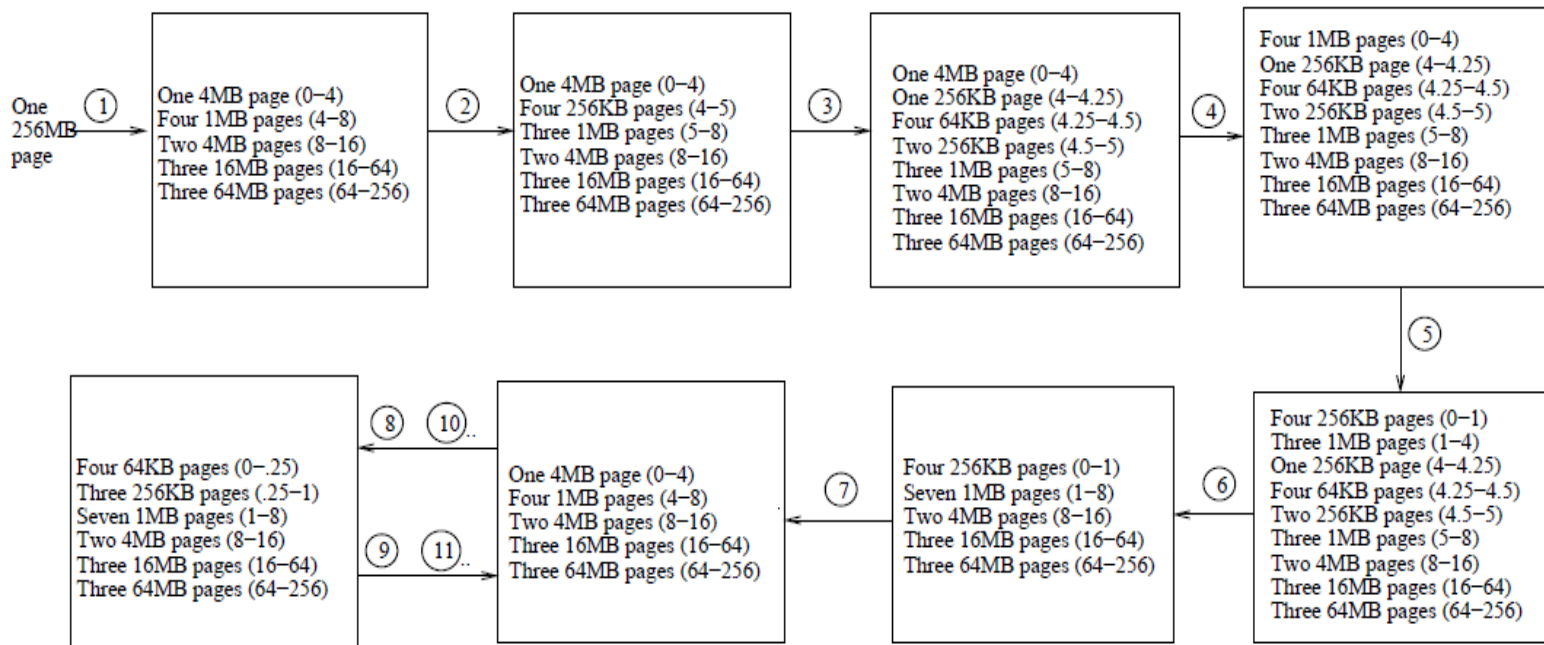 One
256MB
page
1
One 4MB page (0−4)
Four 1MB pages (4−8)
Two 4MB pages (8−16)
Three 16MB pages (16−64)
Three 64MB pages (64−256)
2
One 4MB page (0−4)
Four 256KB pages (4−5)
Three 1MB pages (5−8)
Two 4MB pages (8−16)
Three 16MB pages (16−64)
Three 64MB pages (64−256)
3
One 4MB page (0−4)
One 256KB page (4−4.25)
Four 64KB pages (4.25−4.5)
Two 256KB pages (4.5−5)
Three 1MB pages (5−8)
Two 4MB pages (8−16)
Three 16MB pages (16−64)
Three 64MB pages (64−256)
4
Four 1MB pages (0−4)
One 256KB page (4−4.25)
Four 64KB pages (4.25−4.5)
Two 256KB pages (4.5−5)
Three 1MB pages (5−8)
Two 4MB pages (8−16)
Three 16MB pages (16−64)
Three 64MB pages (64−256)
5
Four 256KB pages (0−1)
Three 1MB pages (1−4)
One 256KB page (4−4.25)
Four 64KB pages (4.25−4.5)
Two 256KB pages (4.5−5)
Three 1MB pages (5−8)
Two 4MB pages (8−16)
Three 16MB pages (16−64)
Three 64MB pages (64−256)
6
Four 256KB pages (0−1)
Seven 1MB pages (1−8)
Two 4MB pages (8−16)
Three 16MB pages (16−64)
Three 64MB pages (64−256)
7
One 4MB page (0−4)
Four 1MB pages (4−8)
Two 4MB pages (8−16)
Three 16MB pages (16−64)
Three 64MB pages (64−256)
8 10..
9 11..
Four 64KB pages (0−.25)
Three 256KB pages (.25−1)
Seven 1MB pages (1−8)
Two 4MB pages (8−16)
Three 16MB pages (16−64)
Three 64MB pages (64−256)